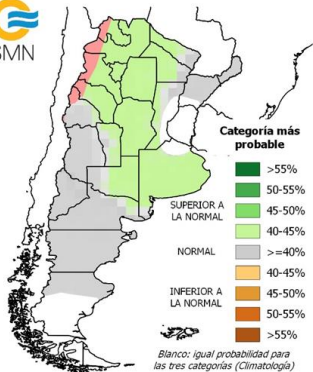 SMN
Categoría más
probable
>55%
50-55%
SUPERIOR A
LA NORMAL
45-50%
40-45%
NORMAL
>=40%
40-45%
INFERIOR A
LA NORMAL
45-50%
50-55%
>55%
Blanco: igual probabilidad para
las tres categorías (Climatología)